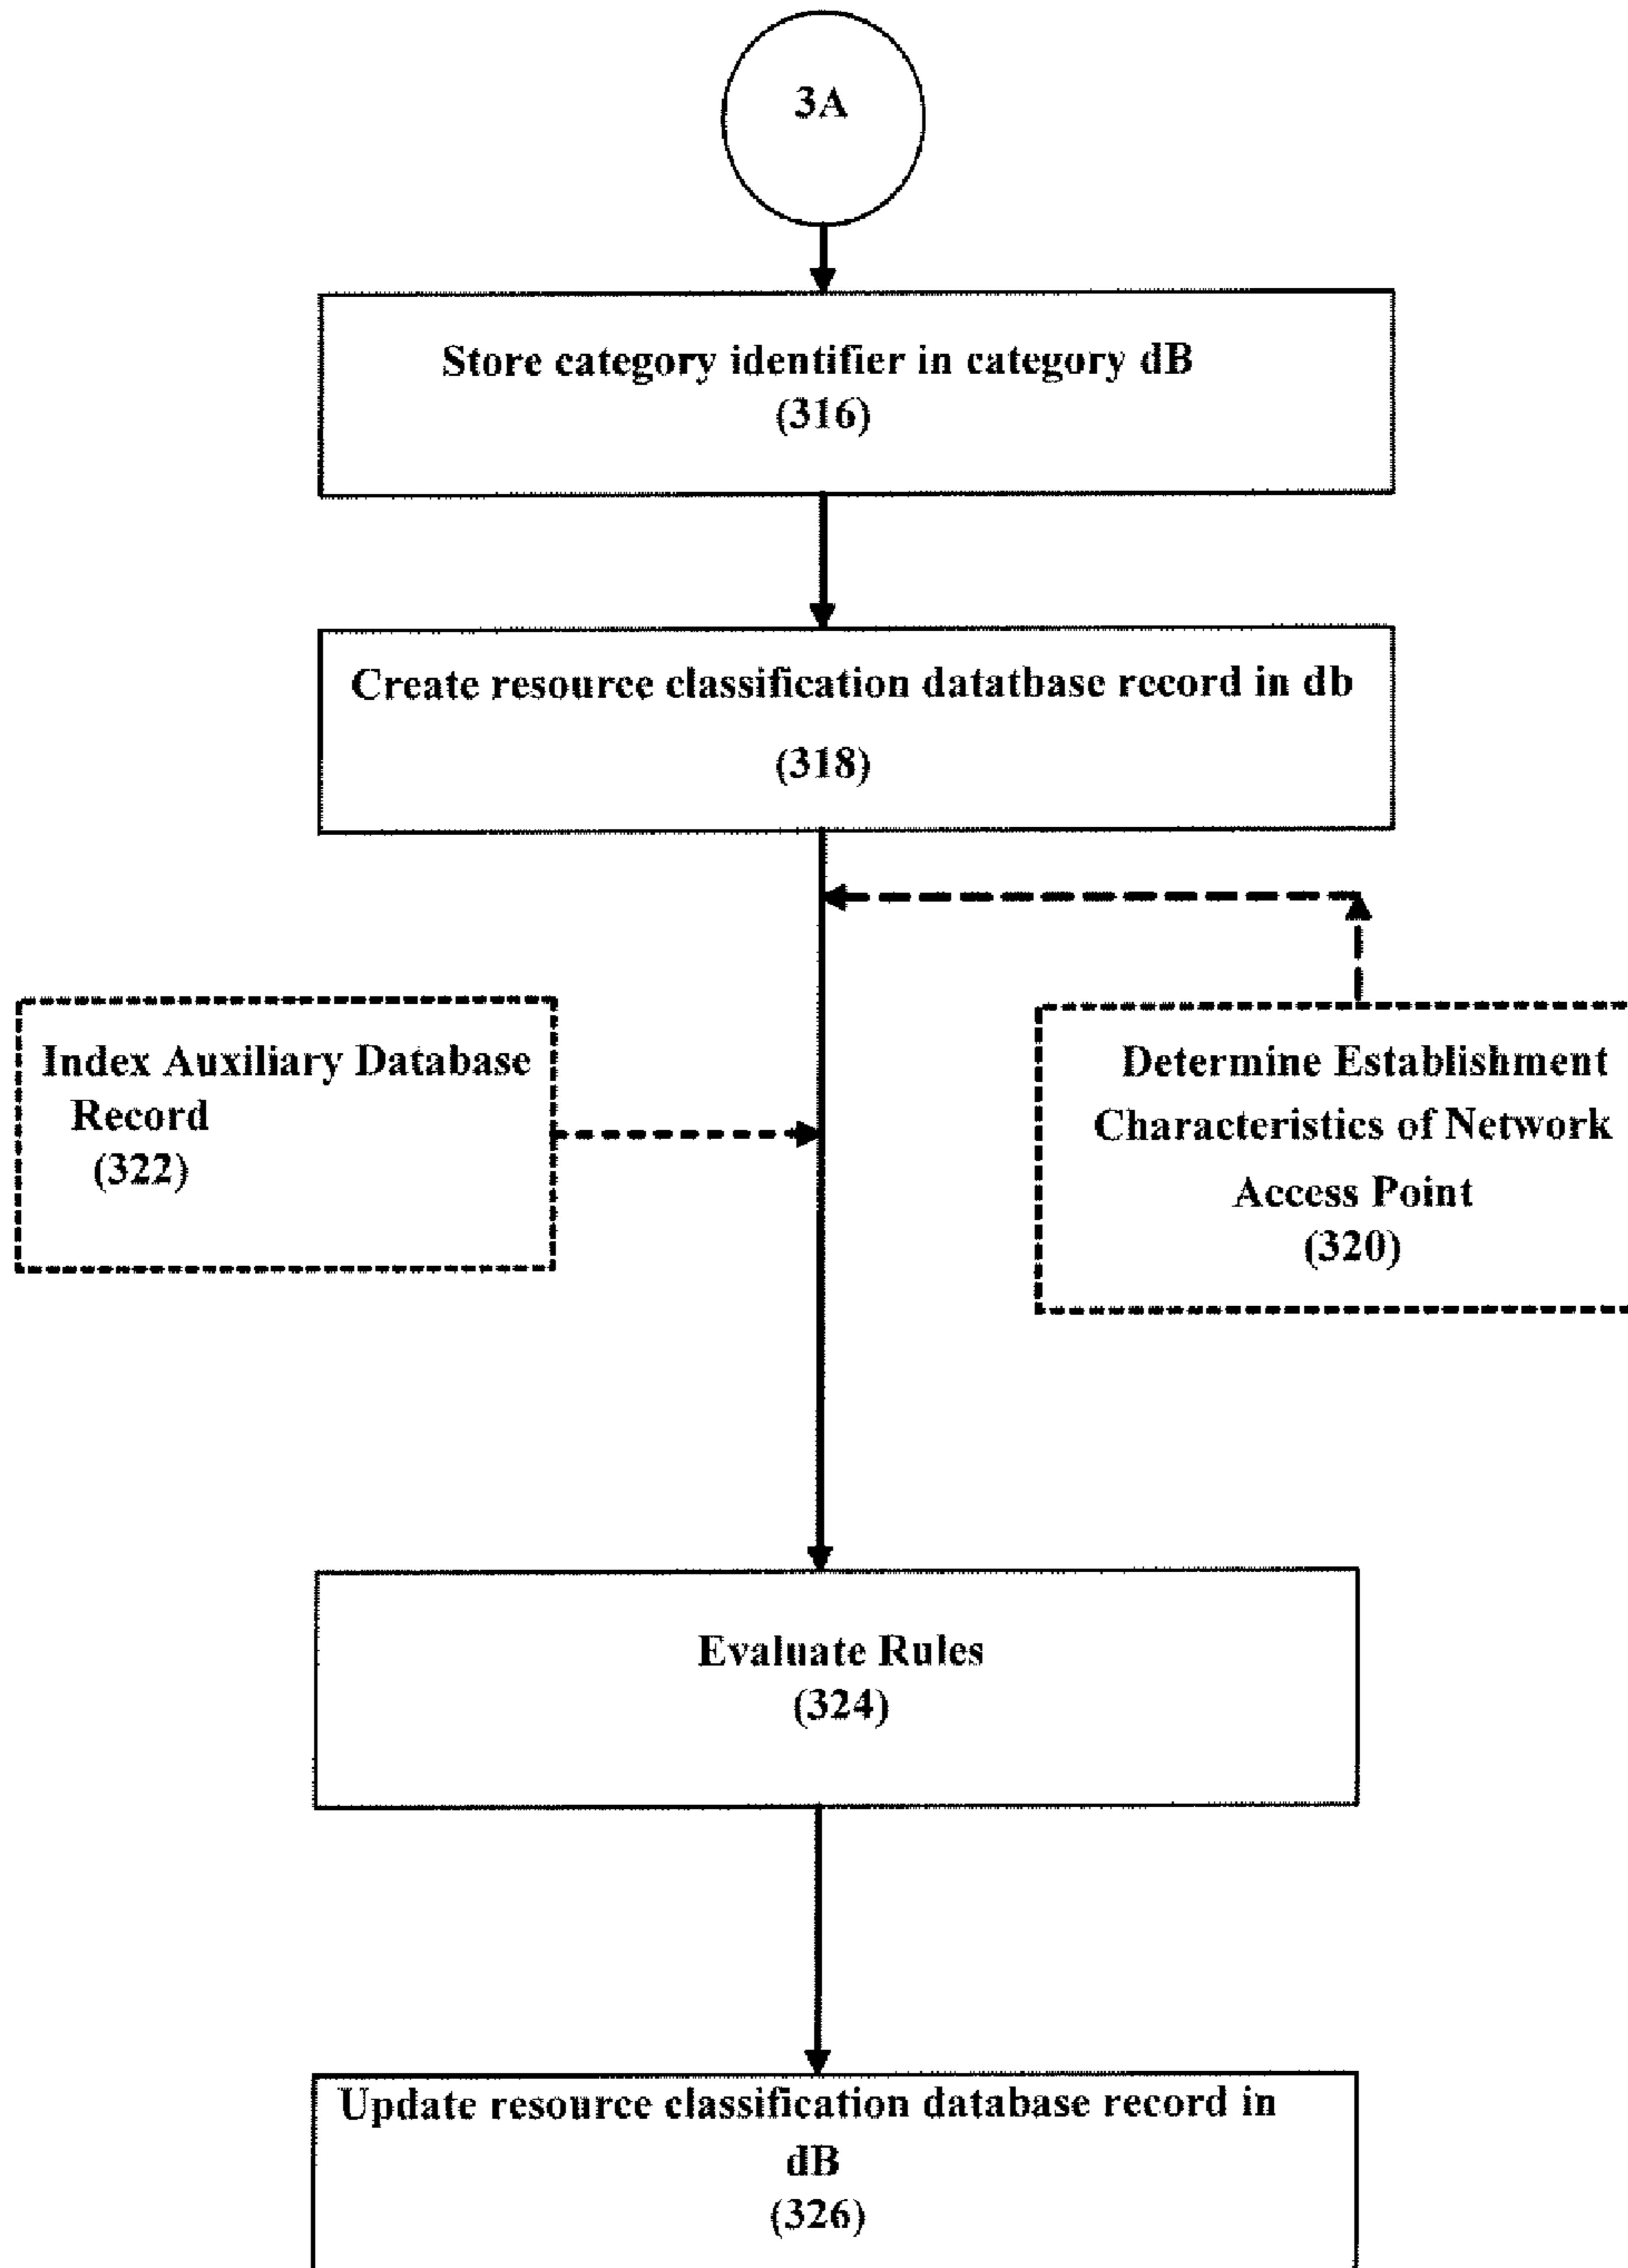 3A
Store category identifier in category dB
(316)
Create resource classification datatbase record in db
(318)
Index Auxiliary Database
Record
(322)
Determine Establishment
Characteristics of Network
Access Point
(320)
Evaluate Rules
(324)
Update resource classification database record in
dB
(326)